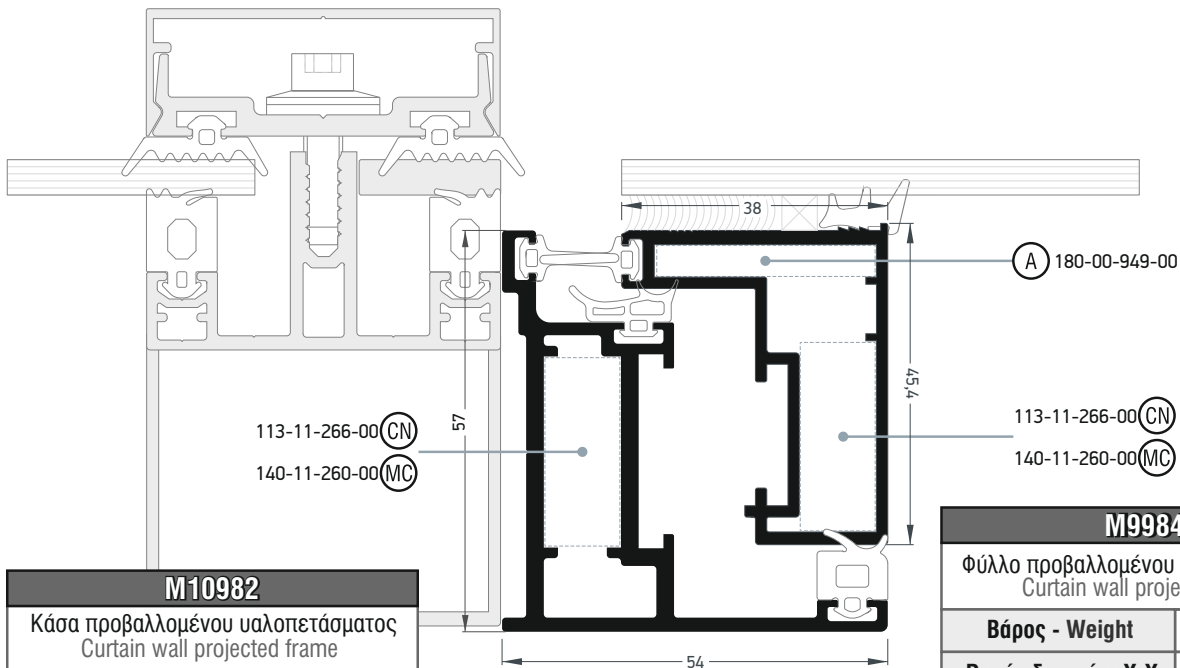 38
A 180-00-949-00
57
45,4
113-11-266-00 CN
140-11-260-00 MC
113-11-266-00 CN
140-11-260-00 MC
54
M10982
Κάσα προβαλλομένου υαλοπετάσματος
Curtain wall projected frame
M9984
Φύλλο προβαλλομένου
Curtain wall
Βάρος - Weight